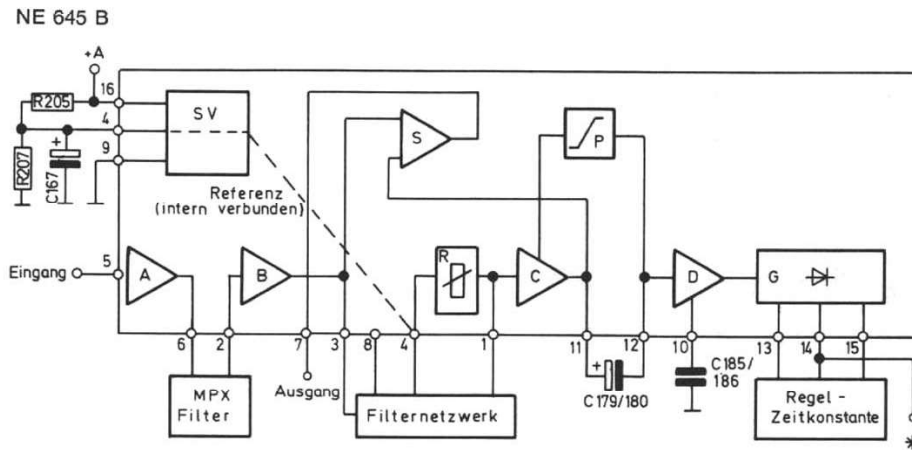 NE 645 B
+A
R205
16
SV
4
9
R207
+
C167
S
P
Referenz
(intern verbunden)
Eingang
5
A
B
R
C
D
G
6
2
7
3
8
4
1
11
12
10
13
14
15
MPX
Filter
Ausgang
Filternetzwerk
+
C179/180
C185/
186
Regel -
Zeitkonstante
*